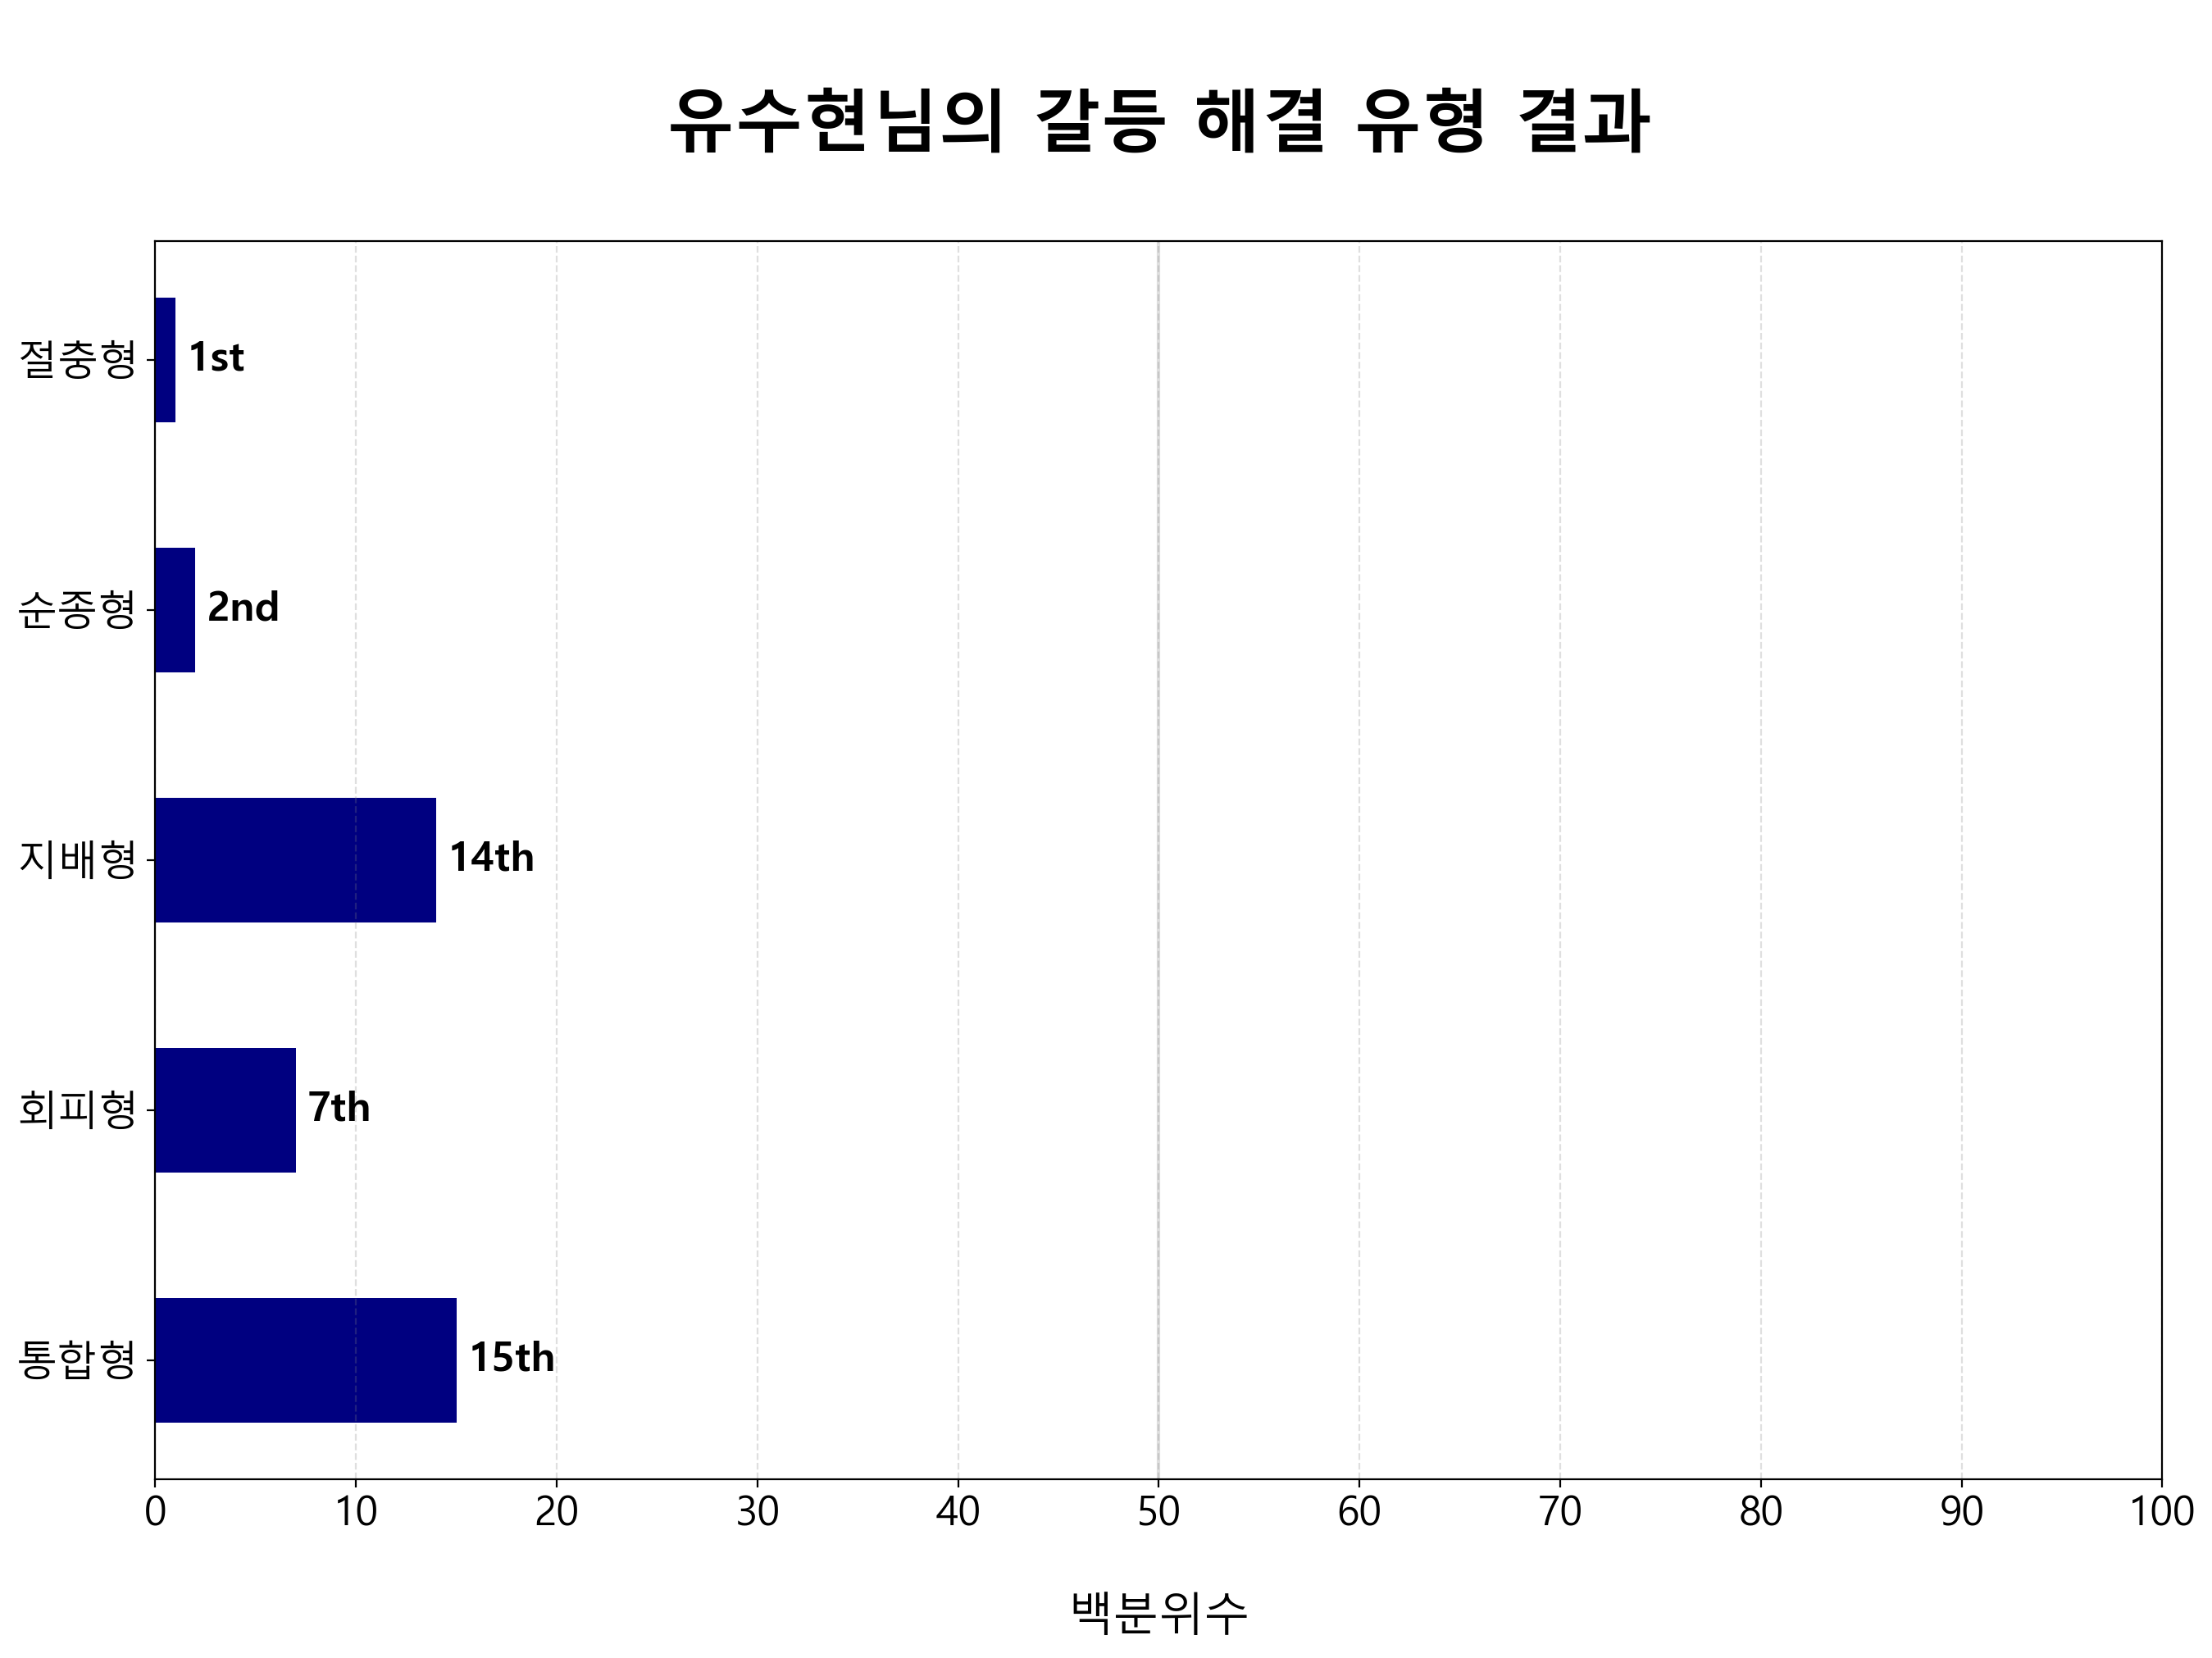 유수현님의 갈등 해결 유형 결과
절충형 1st
순종형 2nd
지배형 14th
회피형 7th
통합형 15th
0 10 20 30 40 50 60 70 80 90 100
백분위수